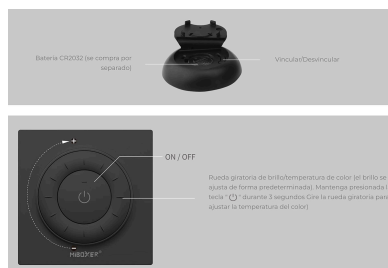 Batería CR2032 (se compra por
separado)
Vincular/Desvincular
ON / OFF
Rueda giratoria de brillo/temperatura de color (el brillo se
ajusta de forma predeterminada). Mantenga presionada l
tecla " " durante 3 segundos Gire la rueda giratoria para
ajustar la temperatura del color)
MiBOXER